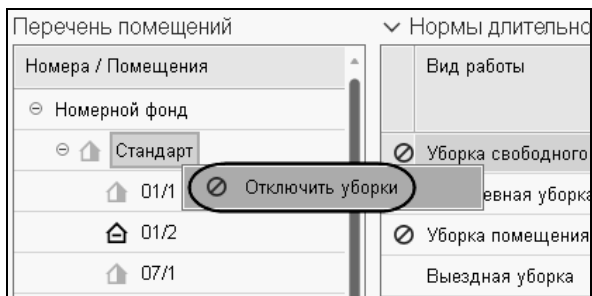 Перечень помещений
Номера / Помещения
Номерной фонд
Стандарт
01/1
01/2
07/1
Отключить уборки
Нормы
Вид работы
Уборка свободного
уборка
Уборка помещения
Выездная уборка